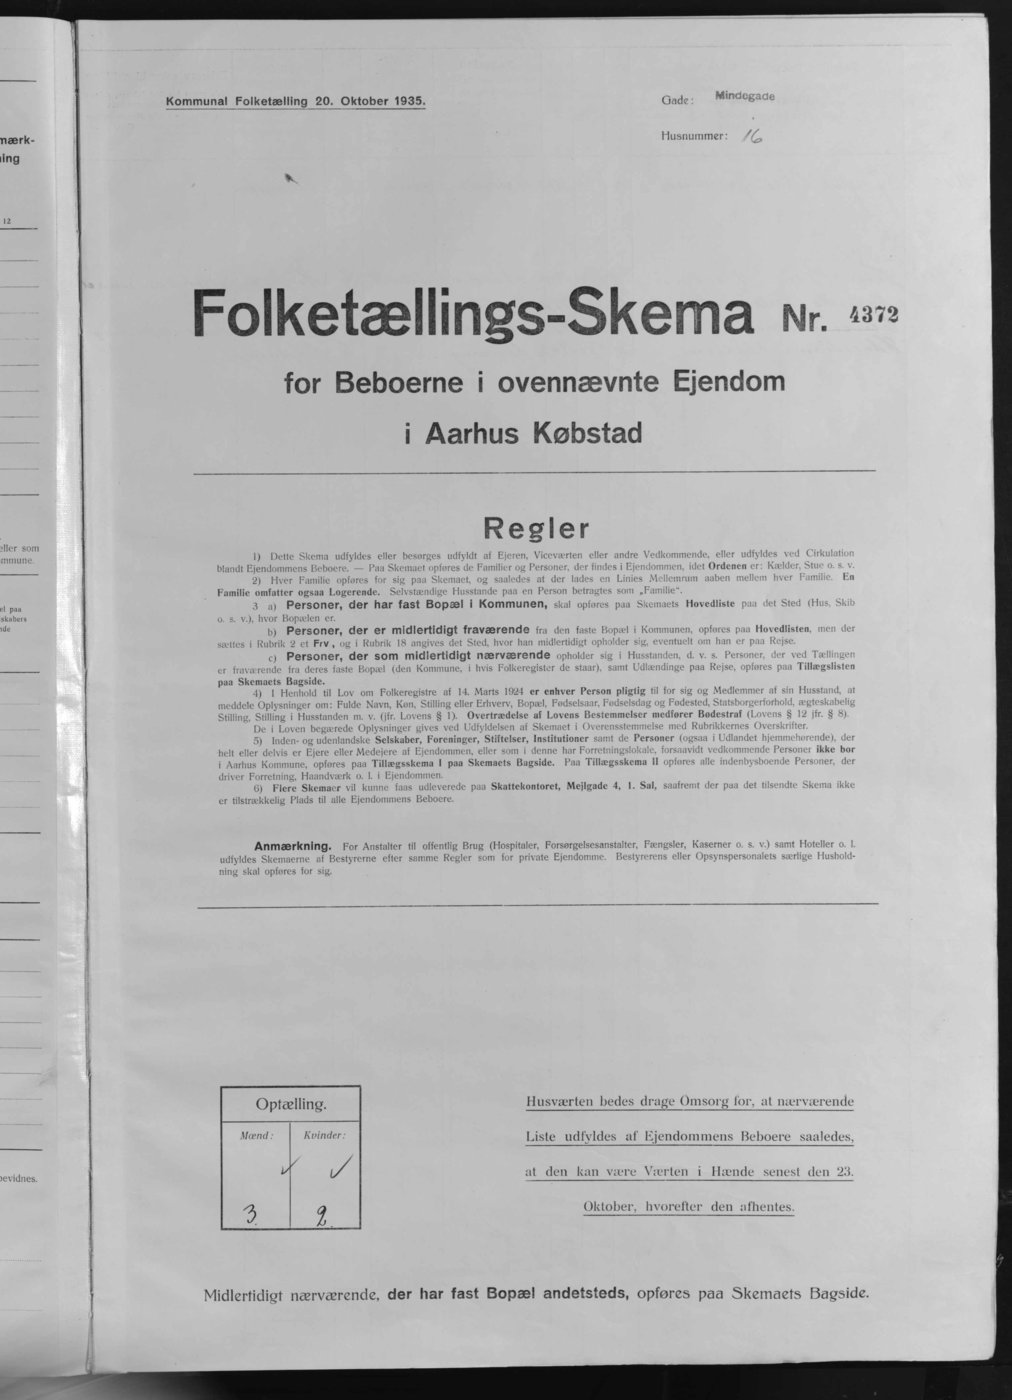 mærk-
ing
12
eller som
mmune.
el paa
skabers
nde
bevidnes.
Kommunal Folketælling 20. Oktober 1935.
Gade: Mindegade
Husnummer: 16
Folketællings-Skema Nr. 4372
for Beboerne i ovennævnte Ejendom
i Aarhus Købstad
Regler
1) Dette Skema udfyldes eller besørges udfyldt af Ejeren, Viceværten eller andre Vedkommende, eller udfyldes ved Cirkulation
blandt Ejendommens Beboere. — Paa Skemaet opføres de Familier og Personer, der findes i Ejendommen, idet Ordenen er: Kælder, Stue o. s. v.
2) Hver Familie opføres for sig paa Skemaet, og saaledes at der lades en Linies Mellemrum aaben mellem hver Familie. En
Familie omfatter ogsaa Logerende. Selvstændige Husstande paa en Person betragtes som „Familie“.
3 a) Personer, der har fast Bopæl i Kommunen, skal opføres paa Skemaets Hovedliste paa det Sted (Hus, Skib
o. s. v.), hvor Bopælen er.
b) Personer, der er midlertidigt fraværende fra den faste Bopæl i Kommunen, opføres paa Hovedlisten, men der
sættes i Rubrik 2 et Frv., og i Rubrik 18 angives det Sted, hvor han midlertidigt opholder sig, eventuelt om han er paa Rejse.
c) Personer, der som midlertidigt nærværende opholder sig i Husstanden, d. v. s. Personer, der ved Tællingen
er fraværende fra deres faste Bopæl (den Kommune, i hvis Folkeregister de staar), samt Udlændinge paa Rejse, opføres paa Tillægslisten
paa Skemaets Bagside.
4) I Henhold til Lov om Folkeregistre af 14. Marts 1924 er enhver Person pligtig til for sig og Medlemmer af sin Husstand, at
meddele Oplysninger om: Fulde Navn, Køn, Stilling eller Erhverv, Bopæl, Fødselsaar, Fødselsdag og Fødested, Statsborgerforhold, ægteskabelig
Stilling, Stilling i Husstanden m. v. (jfr. Lovens § 1). Overtrædelse af Lovens Bestemmelser medfører Bødestraf (Lovens § 12 jfr. § 8).
De i Loven begærede Oplysninger gives ved Udfyldelsen af Skemaet i Overensstemmelse med Rubrikkernes Overskrifter.
5) Inden- og udenlandske Selskaber, Foreninger, Stiftelser, Institutioner samt de Personer (ogsaa i Udlandet hjemmehørende), der
helt eller delvis er Ejere eller Medejere af Ejendommen, eller som i denne har Forretningslokale, forsaavidt vedkommende Personer ikke bor
i Aarhus Kommune, opføres paa Tillægsskema I paa Skemaets Bagside. Paa Tillægsskema II opføres alle indenbysboende Personer, der
driver Forretning, Haandværk o. l. i Ejendommen.
6) Flere Skemaer vil kunne faas udleverede paa Skattekontoret, Mejlgade 4, 1. Sal, saafremt der paa det tilsendte Skema ikke
er tilstrækkelig Plads til alle Ejendommens Beboere.
Anmærkning. For Anstalter til offentlig Brug (Hospitaler, Forsørgelsesanstalter, Fængsler, Kaserner o. s. v.) samt Hoteller o. l.
udfyldes Skemaerne af Bestyrerne efter samme Regler som for private Ejendomme. Bestyrerens eller Opsynspersonalets særlige Hushold-
ning skal opføres for sig.
Optælling.
Mænd: Kvinder:
3. 2.
Husværten bedes drage Omsorg for, at nærværende
Liste udfyldes af Ejendommens Beboere saaledes,
at den kan være Værten i Hænde senest den 23.
Oktober, hvorefter den afhentes.
Midlertidigt nærværende, der har fast Bopæl andetsteds, opføres paa Skemaets Bagside.